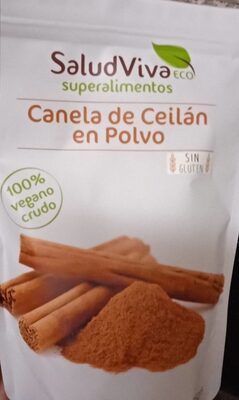 SaludViva ECO
superalimentos
Canela de Ceilán
en Polvo
SIN
GLUTEN
100%
vegano
crudo